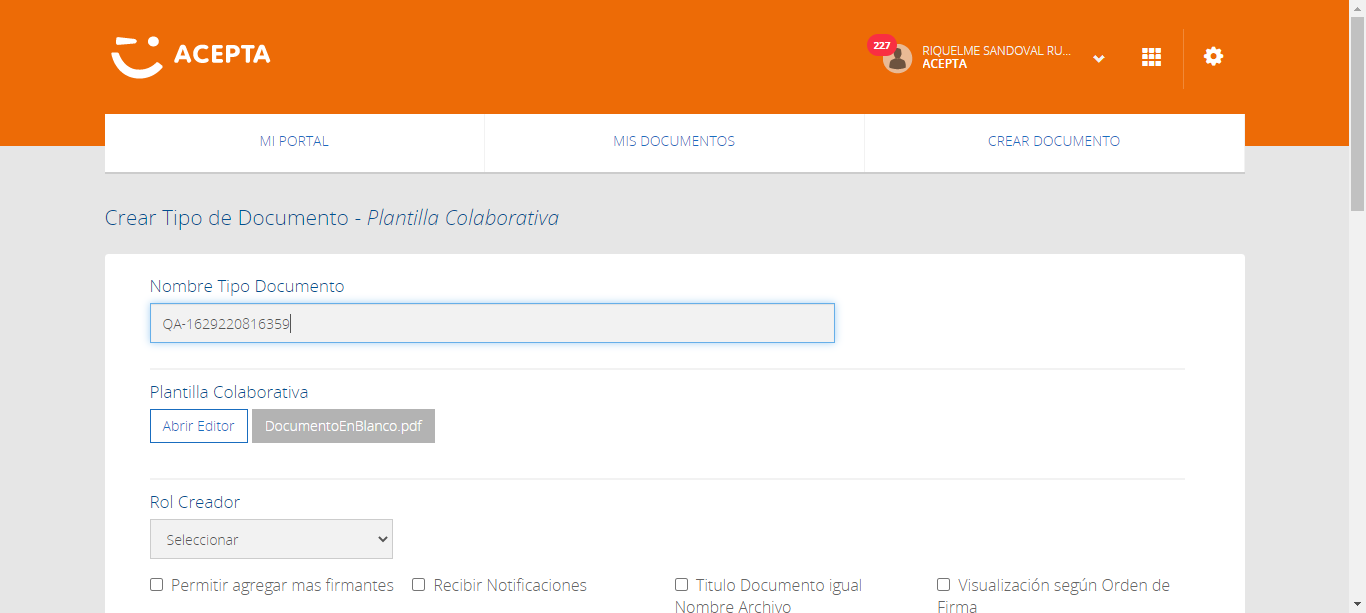 ACEPTA
227
RIQUELME SANDOVAL RU...
ACEPTA
MI PORTAL
MIS DOCUMENTOS
CREAR DOCUMENTO
Crear Tipo de Documento - Plantilla Colaborativa
Nombre Tipo Documento
QA-1629220816359
Plantilla Colaborativa
Abrir Editor
DocumentoEnBlanco.pdf
Rol Creador
Seleccionar
Permitir agregar mas firmantes
Recibir Notificaciones
Titulo Documento igual
Nombre Archivo
Visualización según Orden de
Firma